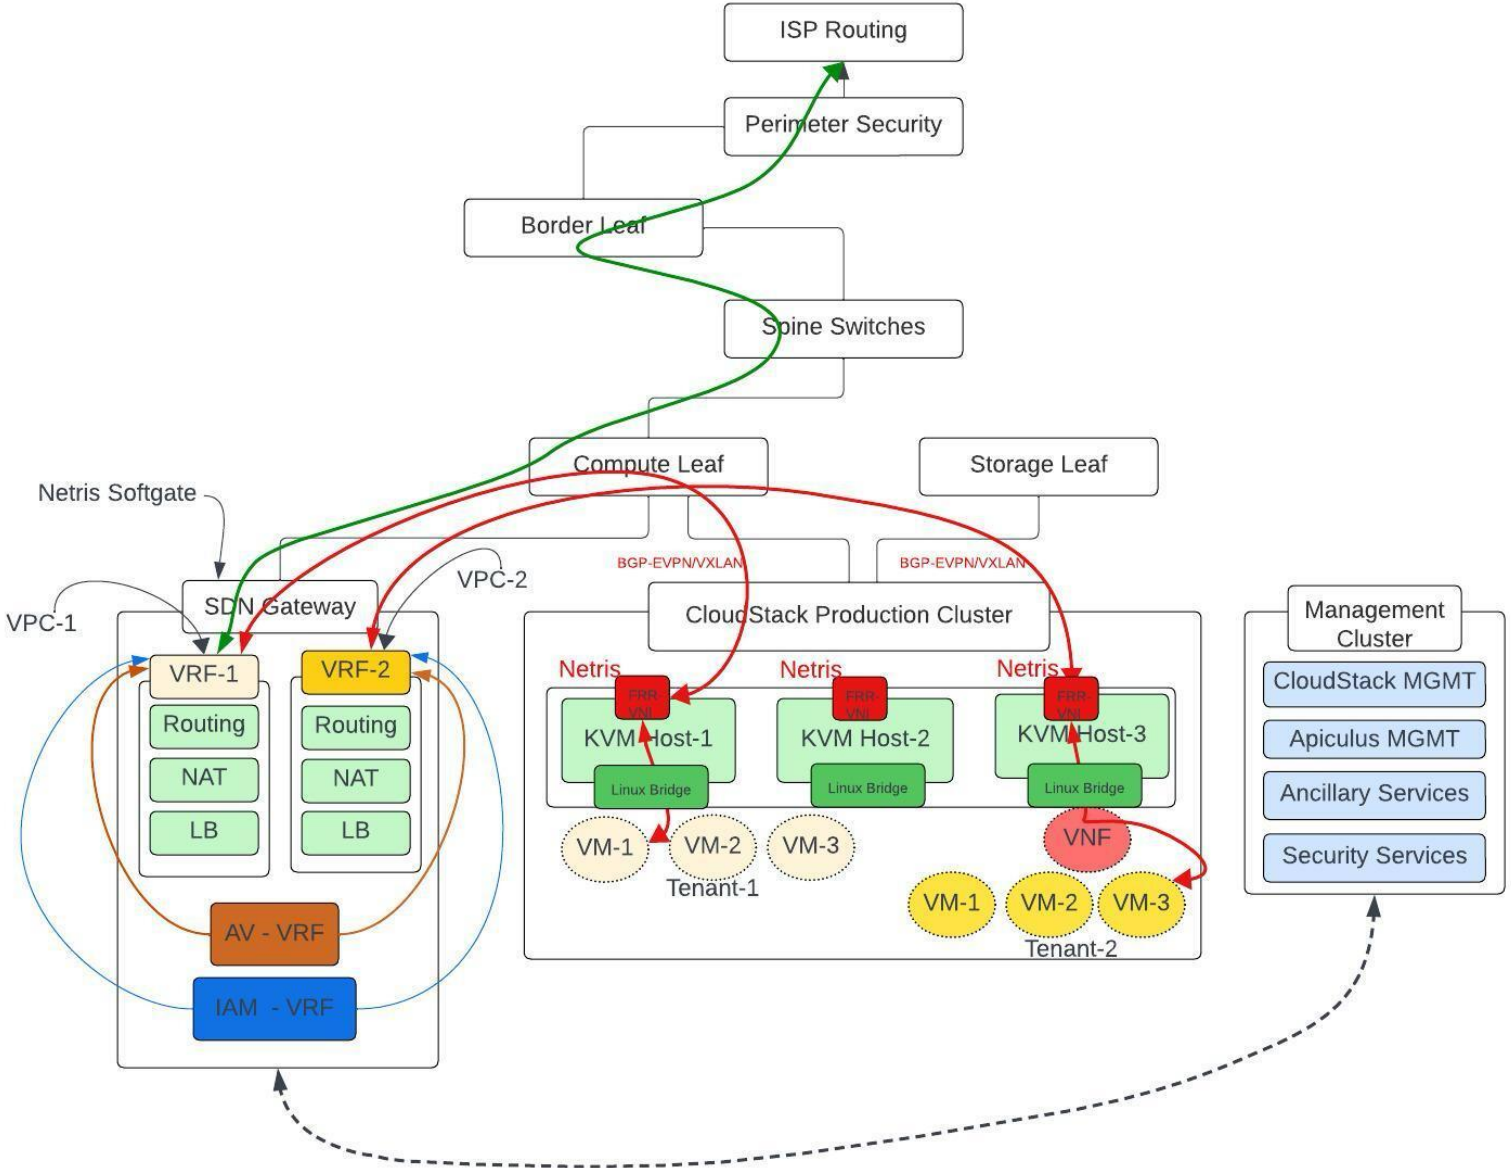 ISP Routing
Perimeter Security
Border Leaf
Spine Switches
Compute Leaf
Storage Leaf
Netris Softgate
VPC-1
VPC-2
SDN Gateway
BGP-EVPN/VXLAN
BGP-EVPN/VXLAN
CloudStack Production Cluster
Management
Cluster
VRF-1
VRF-2
Routing
NAT
LB
Routing
NAT
LB
AV - VRF
IAM - VRF
Netris
Netris
Netris
FRR-
VNI
FRR-
VNI
FRR-
VNI
KVM Host-1
KVM Host-2
KVM Host-3
Linux Bridge
Linux Bridge
Linux Bridge
VM-1
VM-2
VM-3
Tenant-1
VNF
VM-1
VM-2
VM-3
Tenant-2
CloudStack MGMT
Apiculus MGMT
Ancillary Services
Security Services